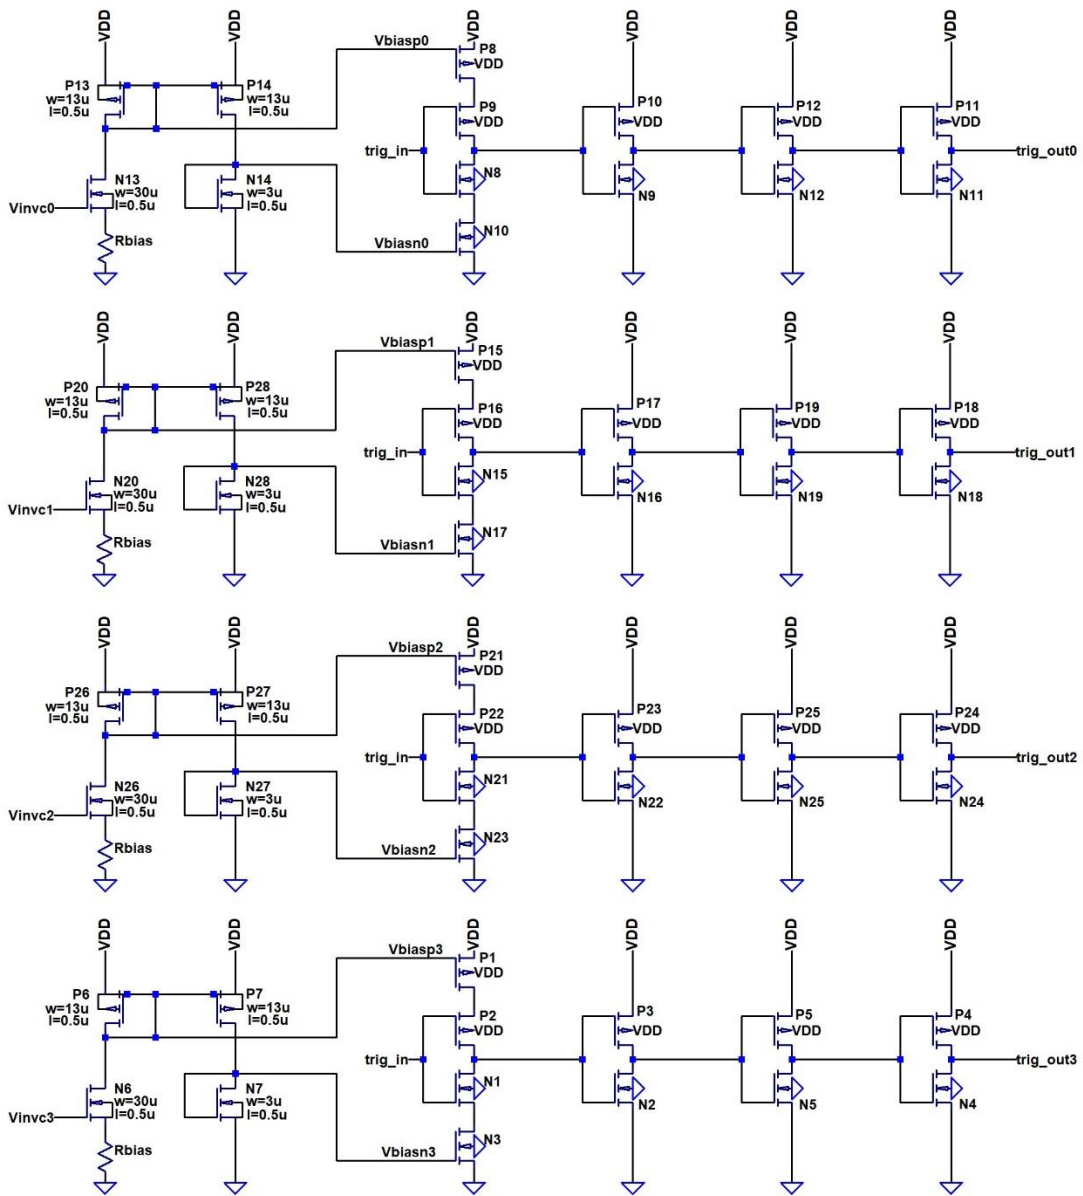 VDD
VDD
VDD
VDD
VDD
VDD
Vbiasp0
P8
VDD
P13
w=13u
l=0.5u
P14
w=13u
l=0.5u
P9
VDD
P10
VDD
P12
VDD
P11
VDD
trig_in
trig_out0
N13
w=30u
l=0.5u
N14
w=3u
l=0.5u
N8
N9
N12
N11
Vinvc0
Rbias
Vbiasn0
N10
VDD
VDD
VDD
VDD
VDD
VDD
Vbiasp1
P15
VDD
P20
w=13u
l=0.5u
P28
w=13u
l=0.5u
P16
VDD
P17
VDD
P19
VDD
P18
VDD
trig_in
trig_out1
N20
w=30u
l=0.5u
N28
w=3u
l=0.5u
N15
N16
N19
N18
Vinvc1
Rbias
Vbiasn1
N17
VDD
VDD
VDD
VDD
VDD
VDD
Vbiasp2
P21
VDD
P26
w=13u
l=0.5u
P27
w=13u
l=0.5u
P22
VDD
P23
VDD
P25
VDD
P24
VDD
trig_in
trig_out2
N26
w=30u
l=0.5u
N27
w=3u
l=0.5u
N21
N22
N25
N24
Vinvc2
Rbias
Vbiasn2
N23
VDD
VDD
VDD
VDD
VDD
VDD
Vbiasp3
P1
VDD
P6
w=13u
l=0.5u
P7
w=13u
l=0.5u
P2
VDD
P3
VDD
P5
VDD
P4
VDD
trig_in
trig_out3
N6
w=30u
l=0.5u
N7
w=3u
l=0.5u
N1
N2
N5
N4
Vinvc3
Rbias
Vbiasn3
N3